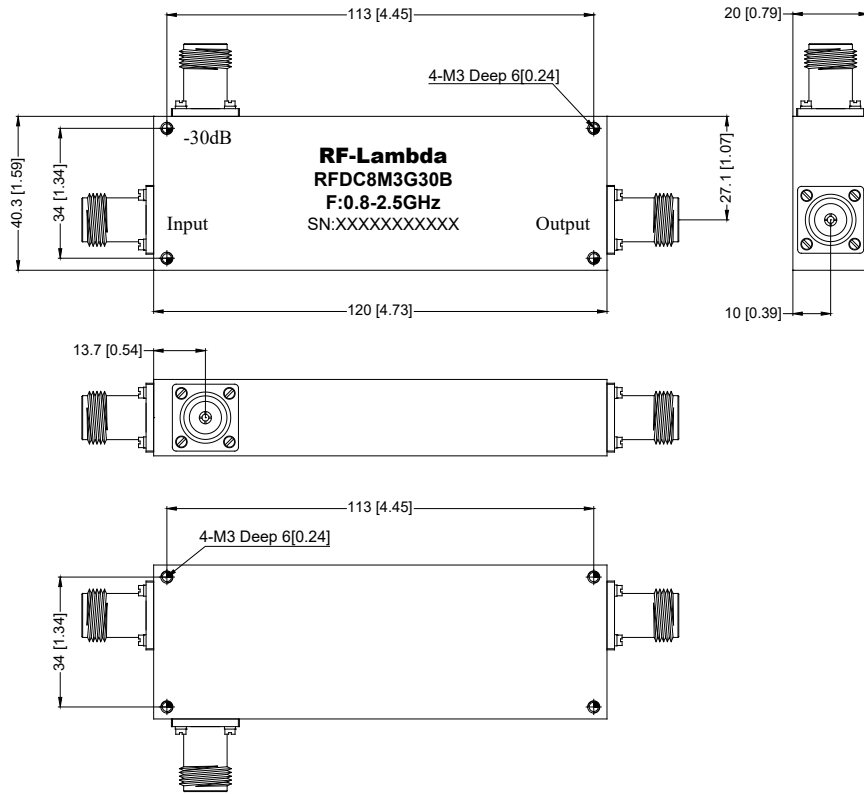 113 [4.45]
20 [0.79]
4-M3 Deep 6[0.24]
-30dB
RF-Lambda
RFDC8M3G30B
F:0.8-2.5GHz
SN:XXXXXXXXXXX
Input
Output
40.3 [1.59]
34 [1.34]
27.1 [1.07]
120 [4.73]
10 [0.39]
13.7 [0.54]
113 [4.45]
4-M3 Deep 6[0.24]
34 [1.34]